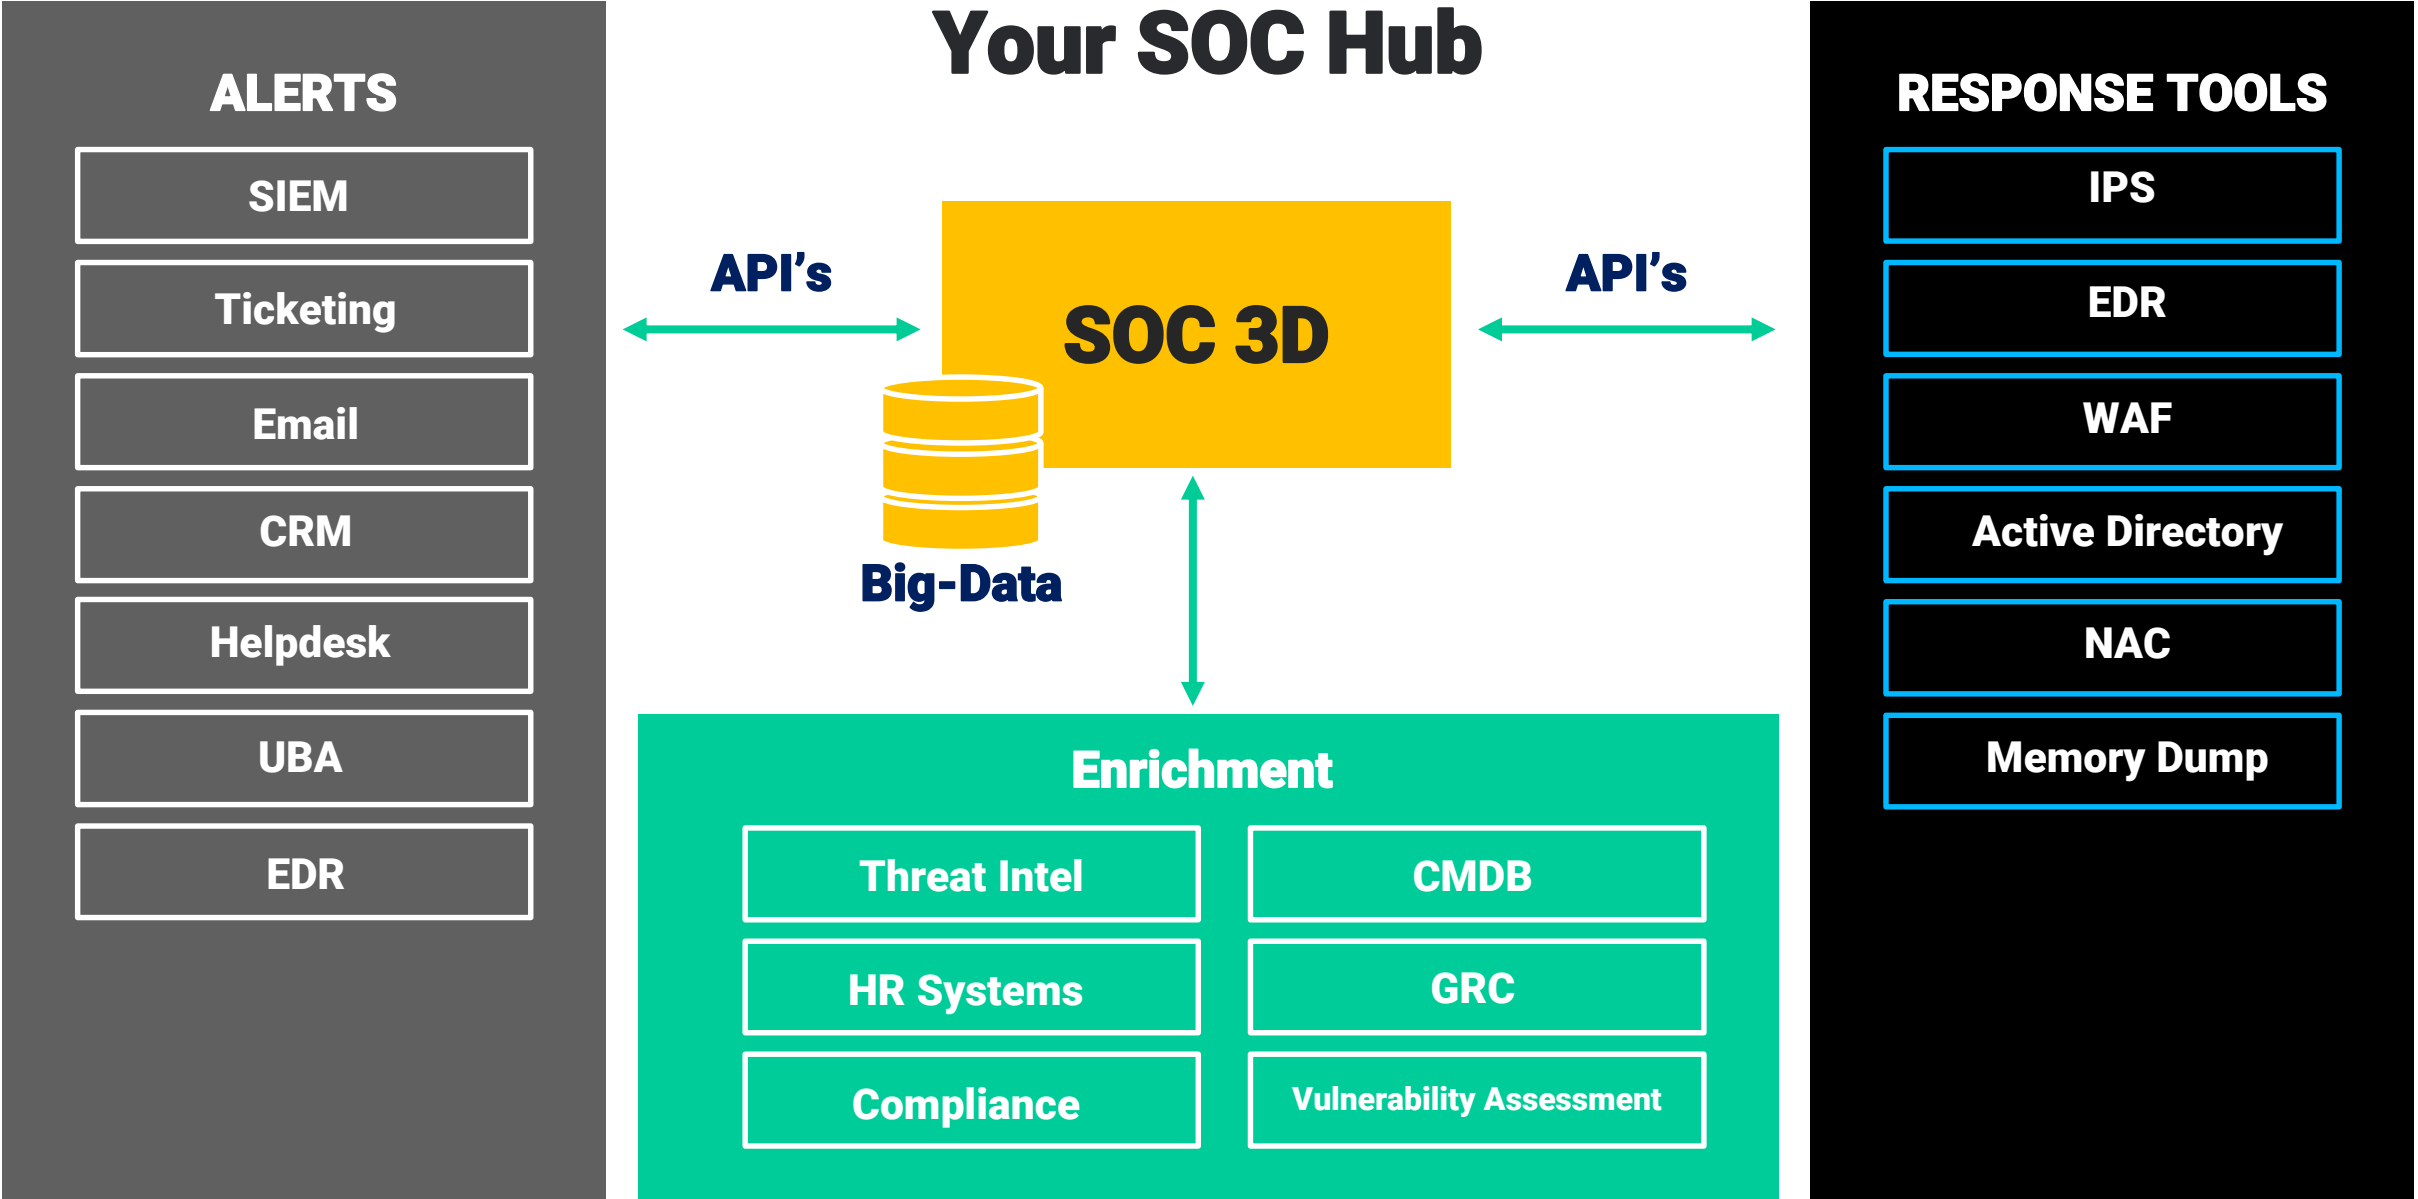 Your SOC Hub
ALERTS
SIEM
Ticketing
Email
CRM
Helpdesk
UBA
EDR
API’s
SOC 3D
API’s
Big-Data
Enrichment
Threat Intel
CMDB
HR Systems
GRC
Compliance
Vulnerability Assessment
RESPONSE TOOLS
IPS
EDR
WAF
Active Directory
NAC
Memory Dump